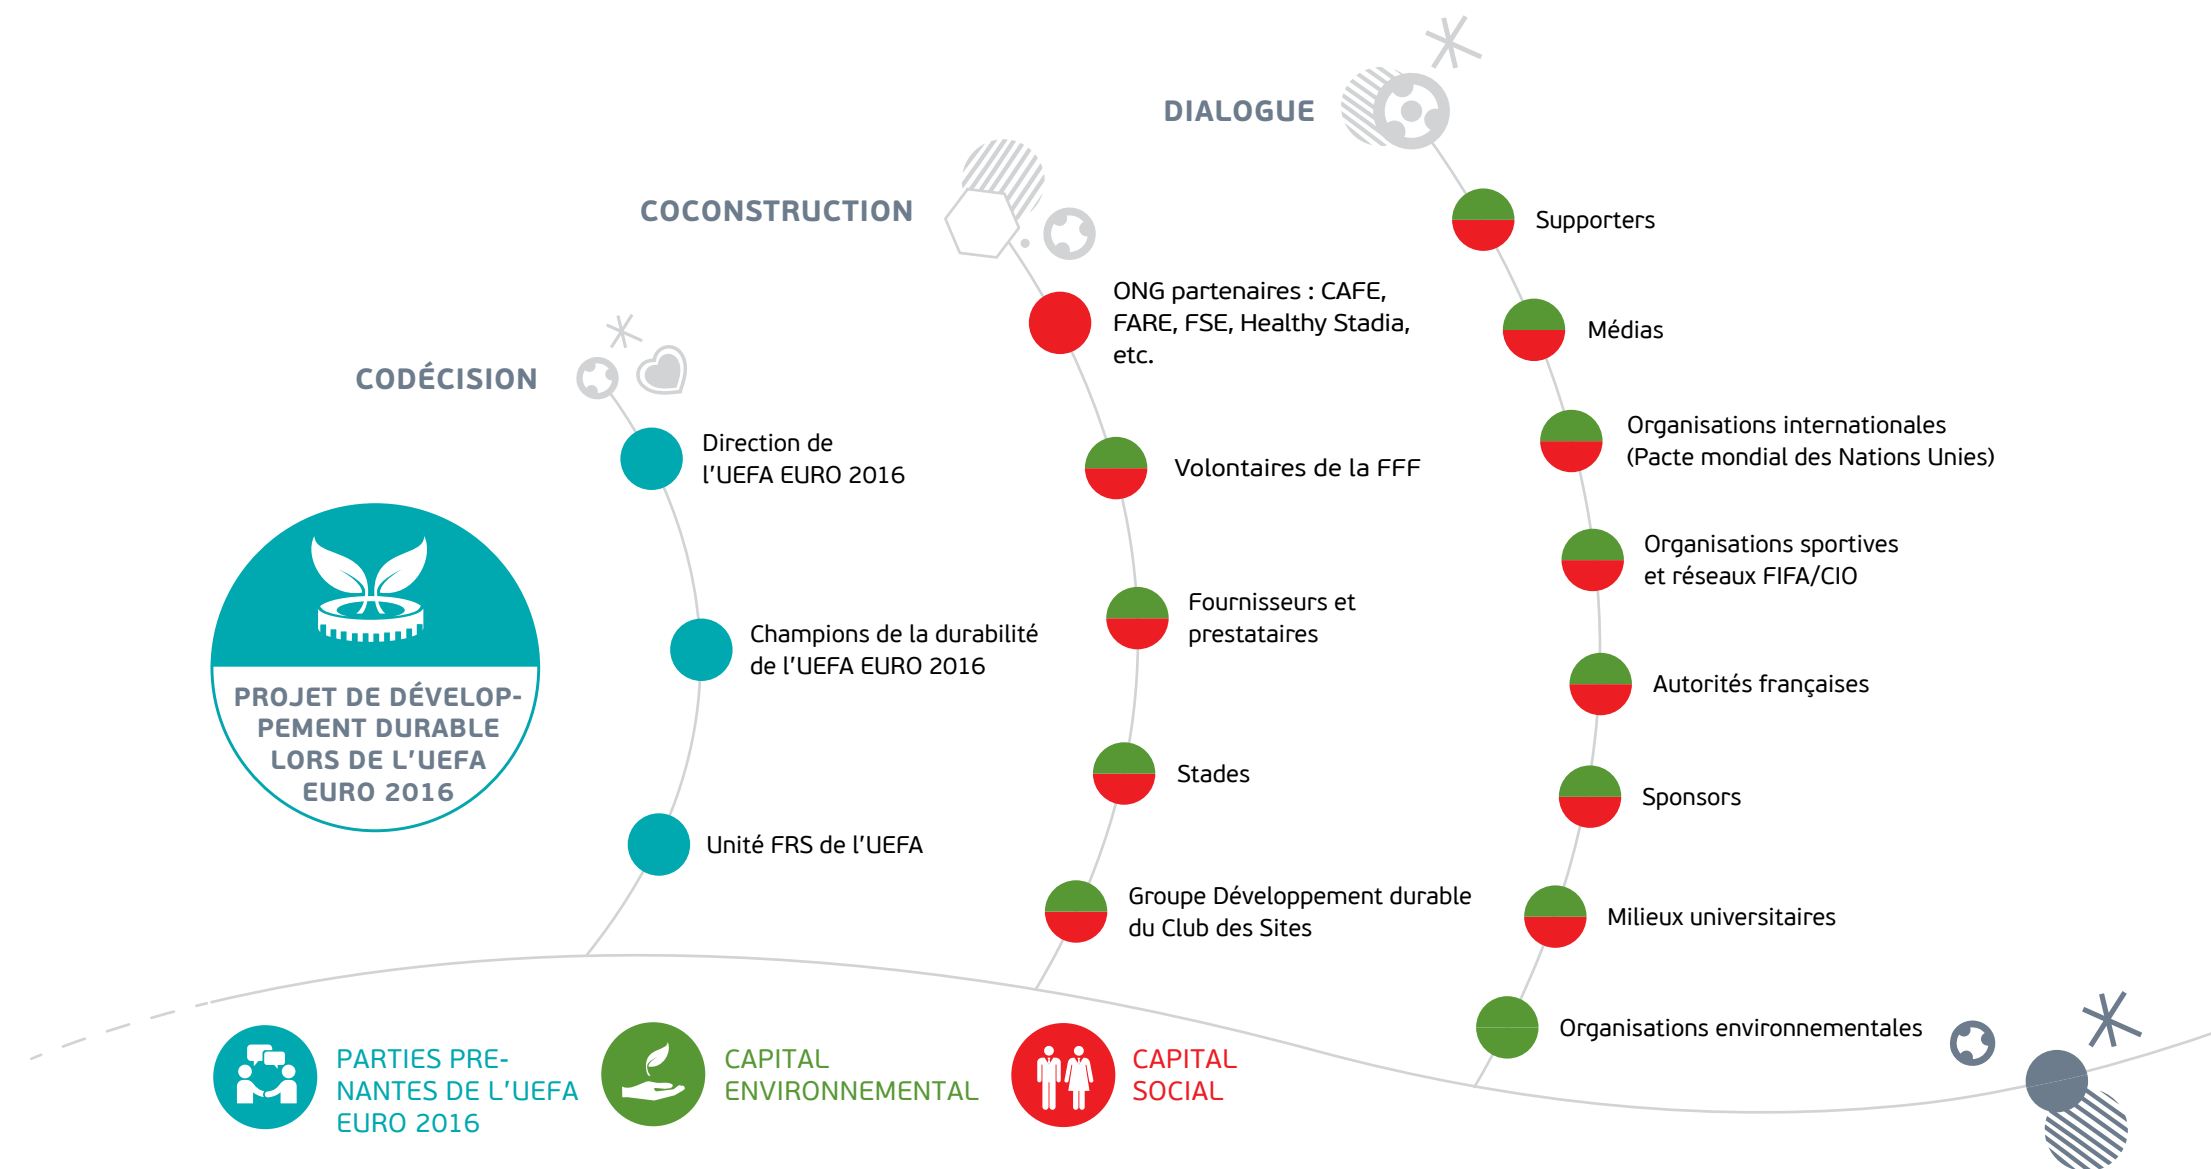 DIALOGUE
Supporters
Médias
Organisations internationales
(Pacte mondial des Nations Unies)
Organisations sportives
et réseaux FIFA/CIO
Autorités françaises
Sponsors
Milieux universitaires
Organisations environnementales
COCONSTRUCTION
ONG partenaires : CAFE,
FARE, FSE, Healthy Stadia,
etc.
Volontaires de la FFF
Fournisseurs et
prestataires
Stades
Groupe Développement durable
du Club des Sites
CODÉCISION
Direction de
l'UEFA EURO 2016
Champions de la durabilité
de l'UEFA EURO 2016
Unité FRS de l'UEFA
PROJET DE DÉVELOP-
PEMENT DURABLE
LORS DE L'UEFA
EURO 2016
PARTIES PRE-
NANTES DE L'UEFA
EURO 2016
CAPITAL
ENVIRONNEMENTAL
CAPITAL
SOCIAL